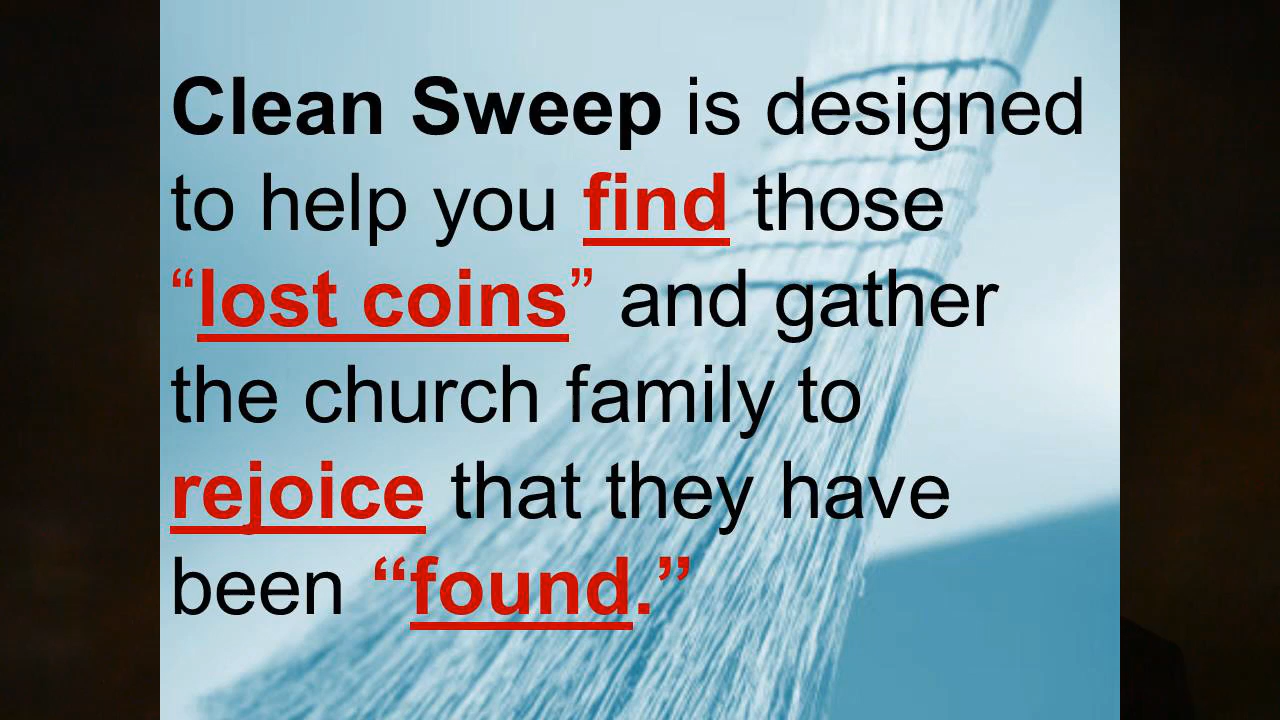 Clean Sweep is designed
to help you find those
“lost coins” and gather
the church family to
rejoice that they have
been “found.”